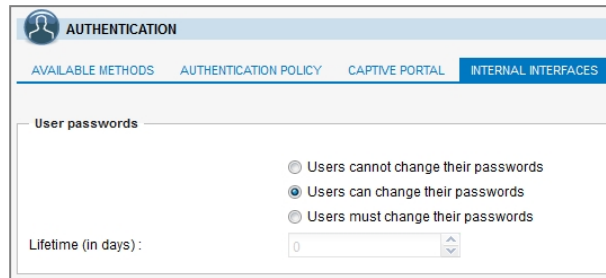 AUTHENTICATION
AVAILABLE METHODS AUTHENTICATION POLICY CAPTIVE PORTAL INTERNAL INTERFACES
User passwords
Users cannot change their passwords
Users can change their passwords
Users must change their passwords
Lifetime (in days) : 0